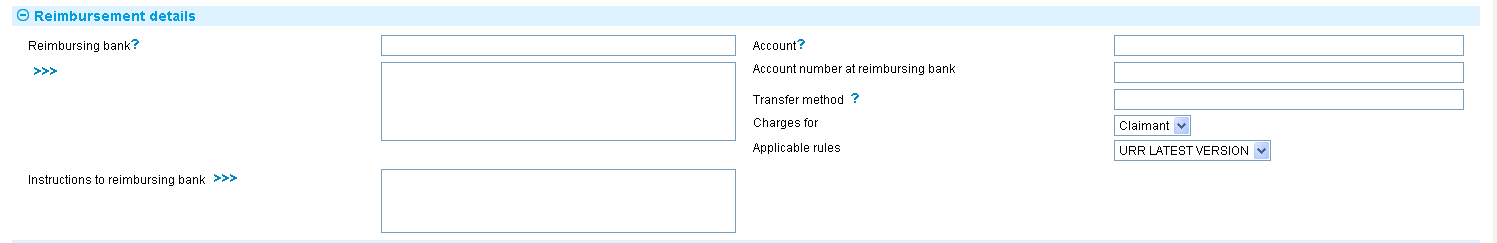 Reimbursement details
Reimbursing bank?
>>>
Account?
Account number at reimbursing bank
Transfer method ?
Charges for Claimant
Applicable rules URR LATEST VERSION
Instructions to reimbursing bank >>>